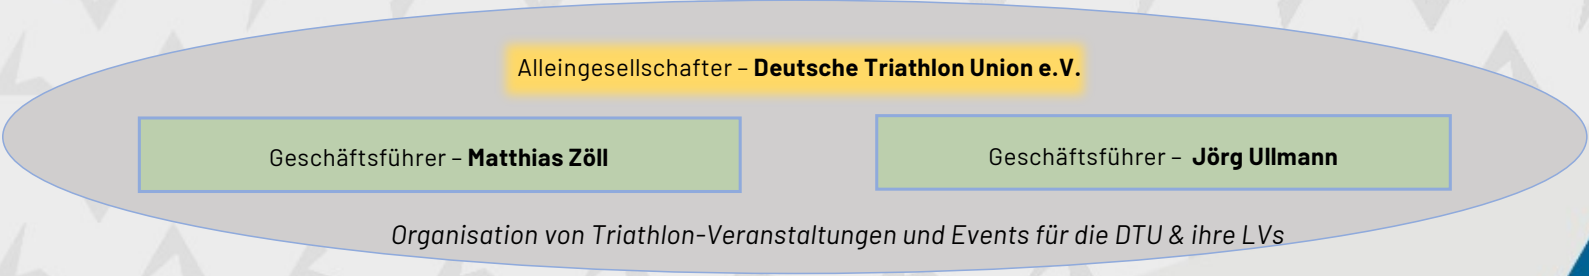 Alleingesellschafter – Deutsche Triathlon Union e.V.
Geschäftsführer – Matthias Zöll
Geschäftsführer – Jörg Ullmann
Organisation von Triathlon-Veranstaltungen und Events für die DTU & ihre LVs